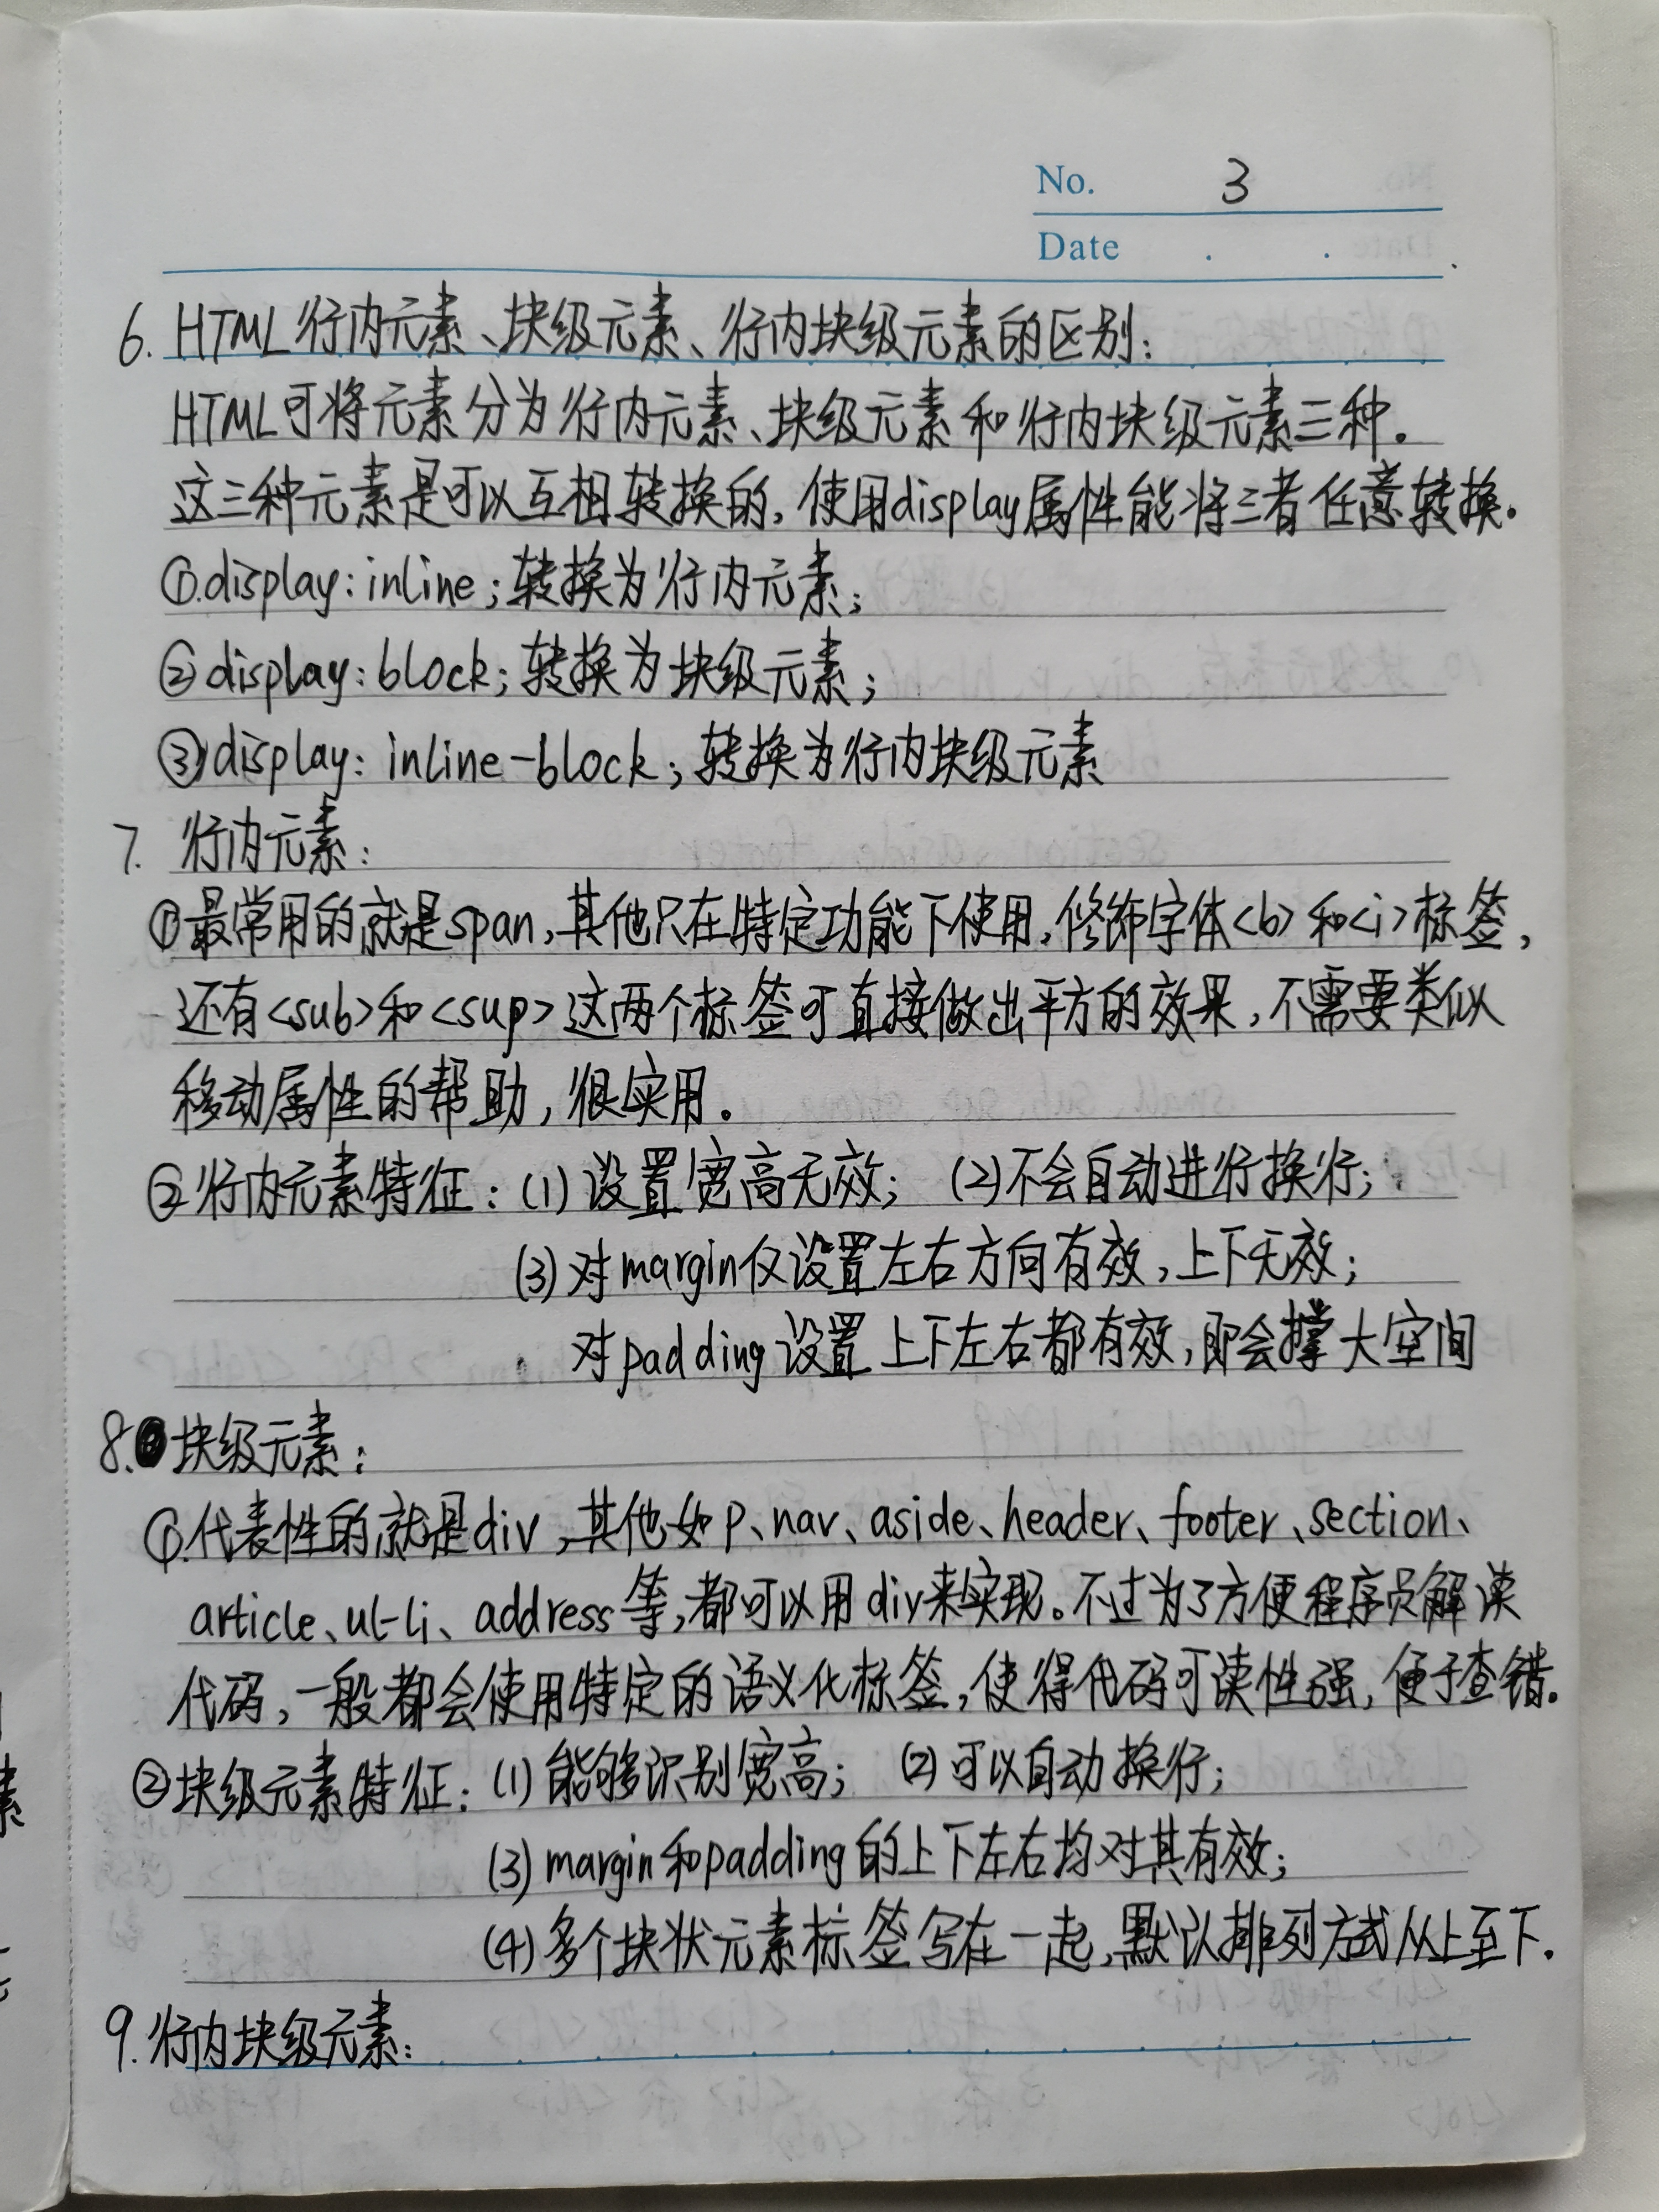 No. 3
Date . .
6. HTML行内元素、块级元素、行内块级元素的区别:
HTML可将元素分为行内元素、块级元素和行内块级元素三种。
这三种元素是可以互相转换的,使用display属性能将三者任意转换.
①.display:inline;转换为行内元素;
②display:block;转换为块级元素;
③display: inline-block;转换为行内块级元素
7. 行内元素:
①最常用的就是span,其他只在特定功能下使用,修饰字体<b>和<i>标签,
还有<sub>和<sup>这两个标签可直接做出平方的效果,不需要类似
移动属性的帮助,很实用。
②行内元素特征:(1)设置宽高无效; (2)不会自动进行换行;
(3)对margin仅设置左右方向有效,上下无效;
对padding设置上下左右都有效,即会撑大空间
8.块级元素:
①.代表性的就是div,其他如p、nav、aside、header、footer、section、
article、ul-li、address等,都可以用div来实现。不过为了方便程序员解读
代码,一般都会使用特定的语义化标签,使得代码可读性强,便于查错.
②块级元素特征:(1)能够识别宽高; (2)可以自动换行;
(3)margin和padding的上下左右均对其有效;
(4)多个块状元素标签写在一起,默认排列方式从上至下.
9.行内块级元素: